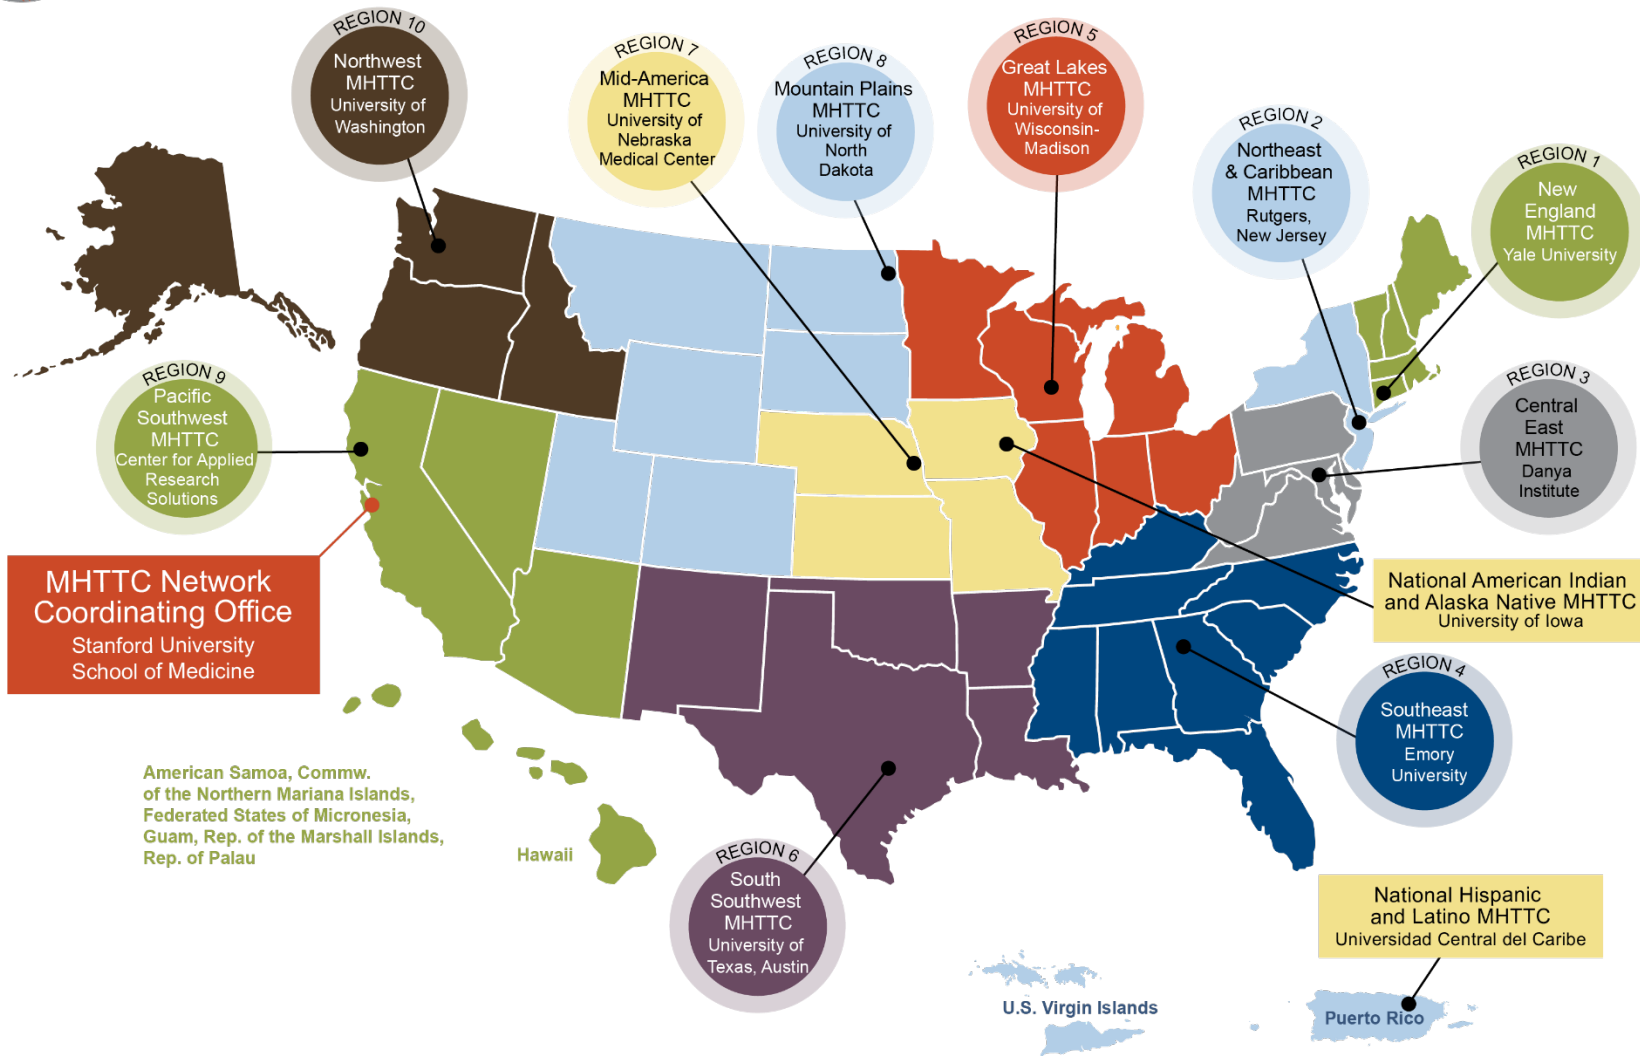 REGION 10
Northwest
MHTTC
University of
Washington
REGION 7
Mid-America
MHTTC
University of
Nebraska
Medical Center
REGION 8
Mountain Plains
MHTTC
University of
North
Dakota
REGION 5
Great Lakes
MHTTC
University of
Wisconsin-
Madison
REGION 2
Northeast
& Caribbean
MHTTC
Rutgers,
New Jersey
REGION 1
New
England
MHTTC
Yale University
REGION 9
Pacific
Southwest
MHTTC
Center for Applied
Research
Solutions
REGION 3
Central
East
MHTTC
Danya
Institute
MHTTC Network
Coordinating Office
Stanford University
School of Medicine
National American Indian
and Alaska Native MHTTC
University of Iowa
REGION 4
Southeast
MHTTC
Emory
University
American Samoa, Commw.
of the Northern Mariana Islands,
Federated States of Micronesia,
Guam, Rep. of the Marshall Islands,
Rep. of Palau
Hawaii
REGION 6
South
Southwest
MHTTC
University of
Texas, Austin
National Hispanic
and Latino MHTTC
Universidad Central del Caribe
U.S. Virgin Islands
Puerto Rico